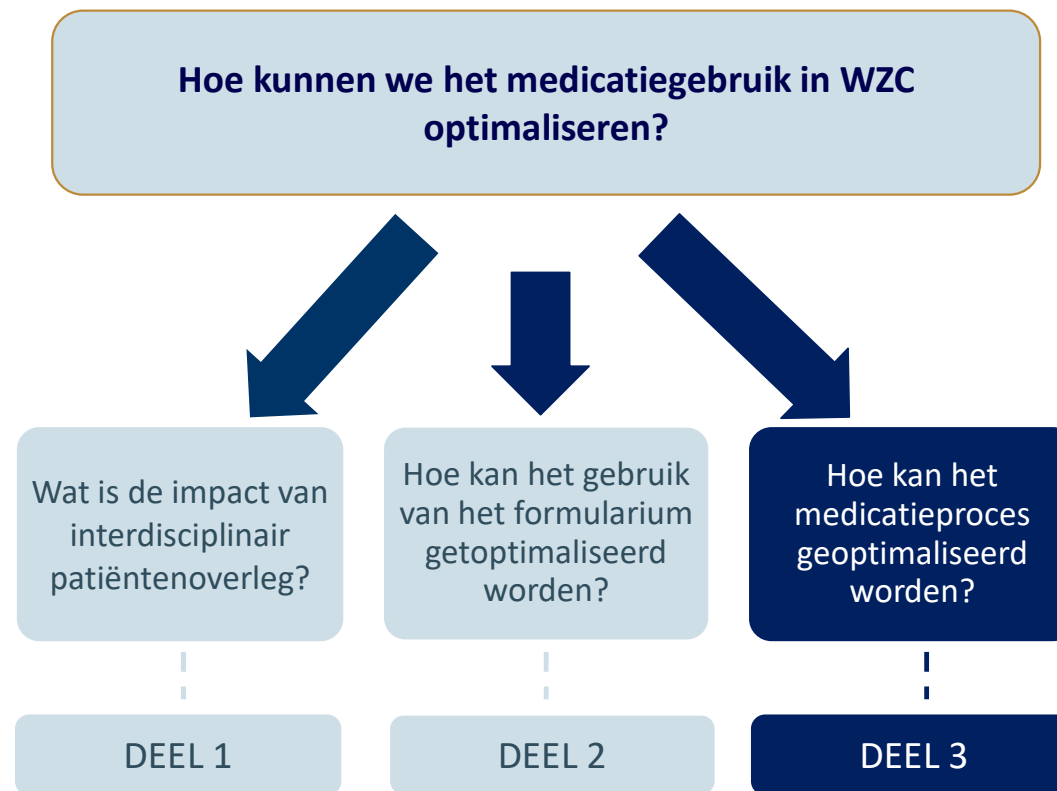 Hoe kunnen we het medicatiegebruik in WZC
optimaliseren?
Wat is de impact van
interdisciplinair
patiëntenoverleg?
Hoe kan het gebruik
van het formularium
getoptimaliseerd
worden?
Hoe kan het
medicatieproces
geoptimaliseerd
worden?
DEEL 1
DEEL 2
DEEL 3